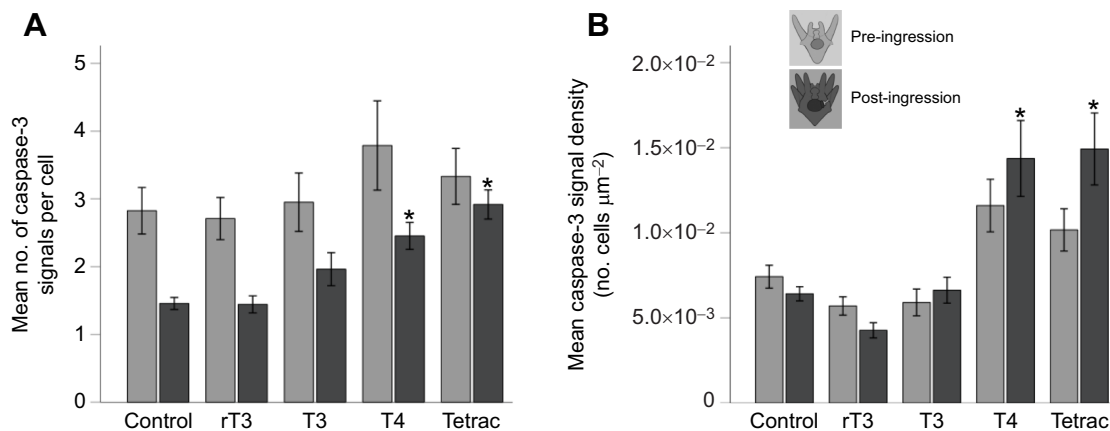 A
Mean no. of caspase-3
signals per cell
5
4
3
2
1
0
*
*
Control rT3 T3 T4 Tetrac
B
Pre-ingression
Post-ingression
Mean caspase-3 signal density
(no. cells μm⁻²)
2.0×10⁻²
1.5×10⁻²
1.0×10⁻²
5.0×10⁻³
0
*
*
Control rT3 T3 T4 Tetrac